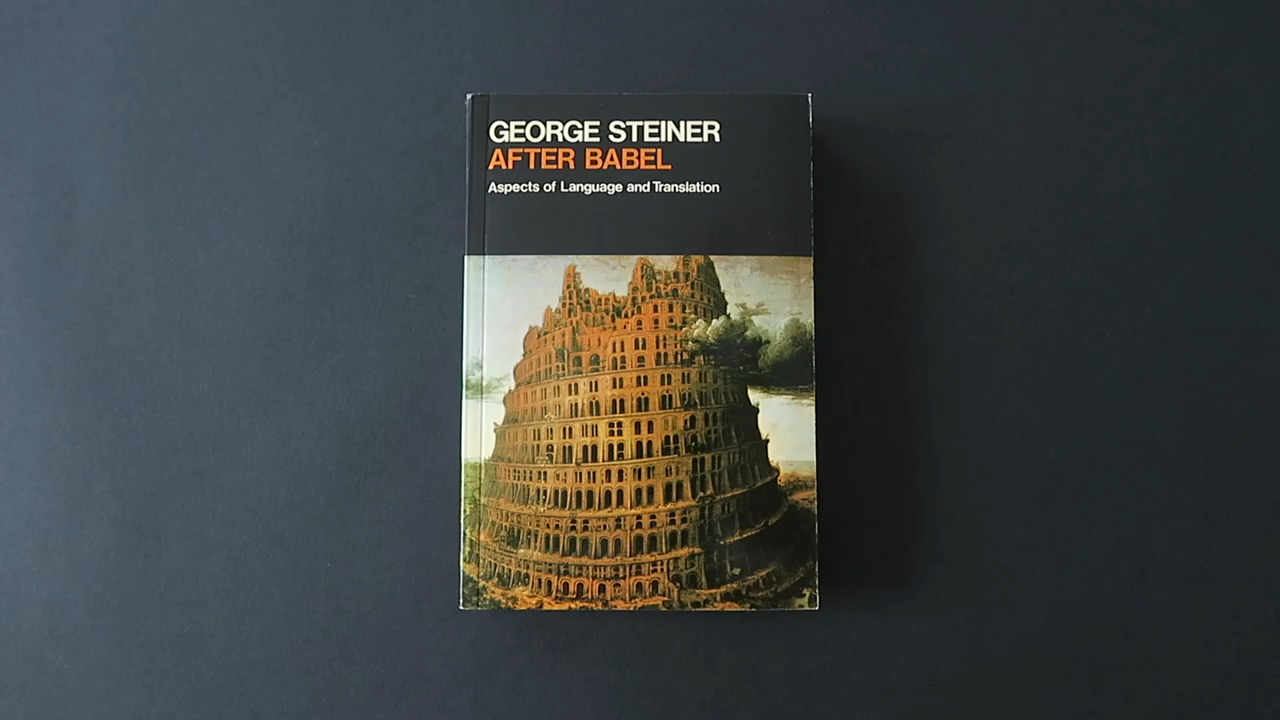 GEORGE STEINER
AFTER BABEL
Aspects of Language and Translation